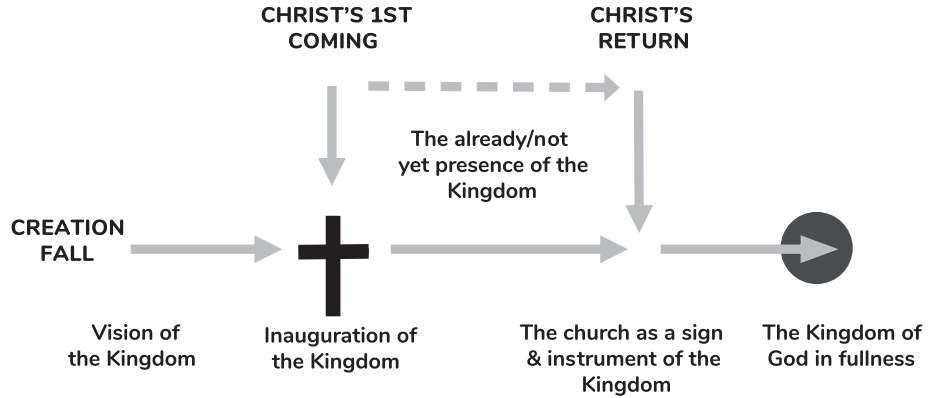 CHRIST'S 1ST
COMING
CHRIST'S
RETURN
The already/not
yet presence of the
Kingdom
CREATION
FALL
Vision of
the Kingdom
Inauguration of
the Kingdom
The church as a sign
& instrument of the
Kingdom
The Kingdom of
God in fullness